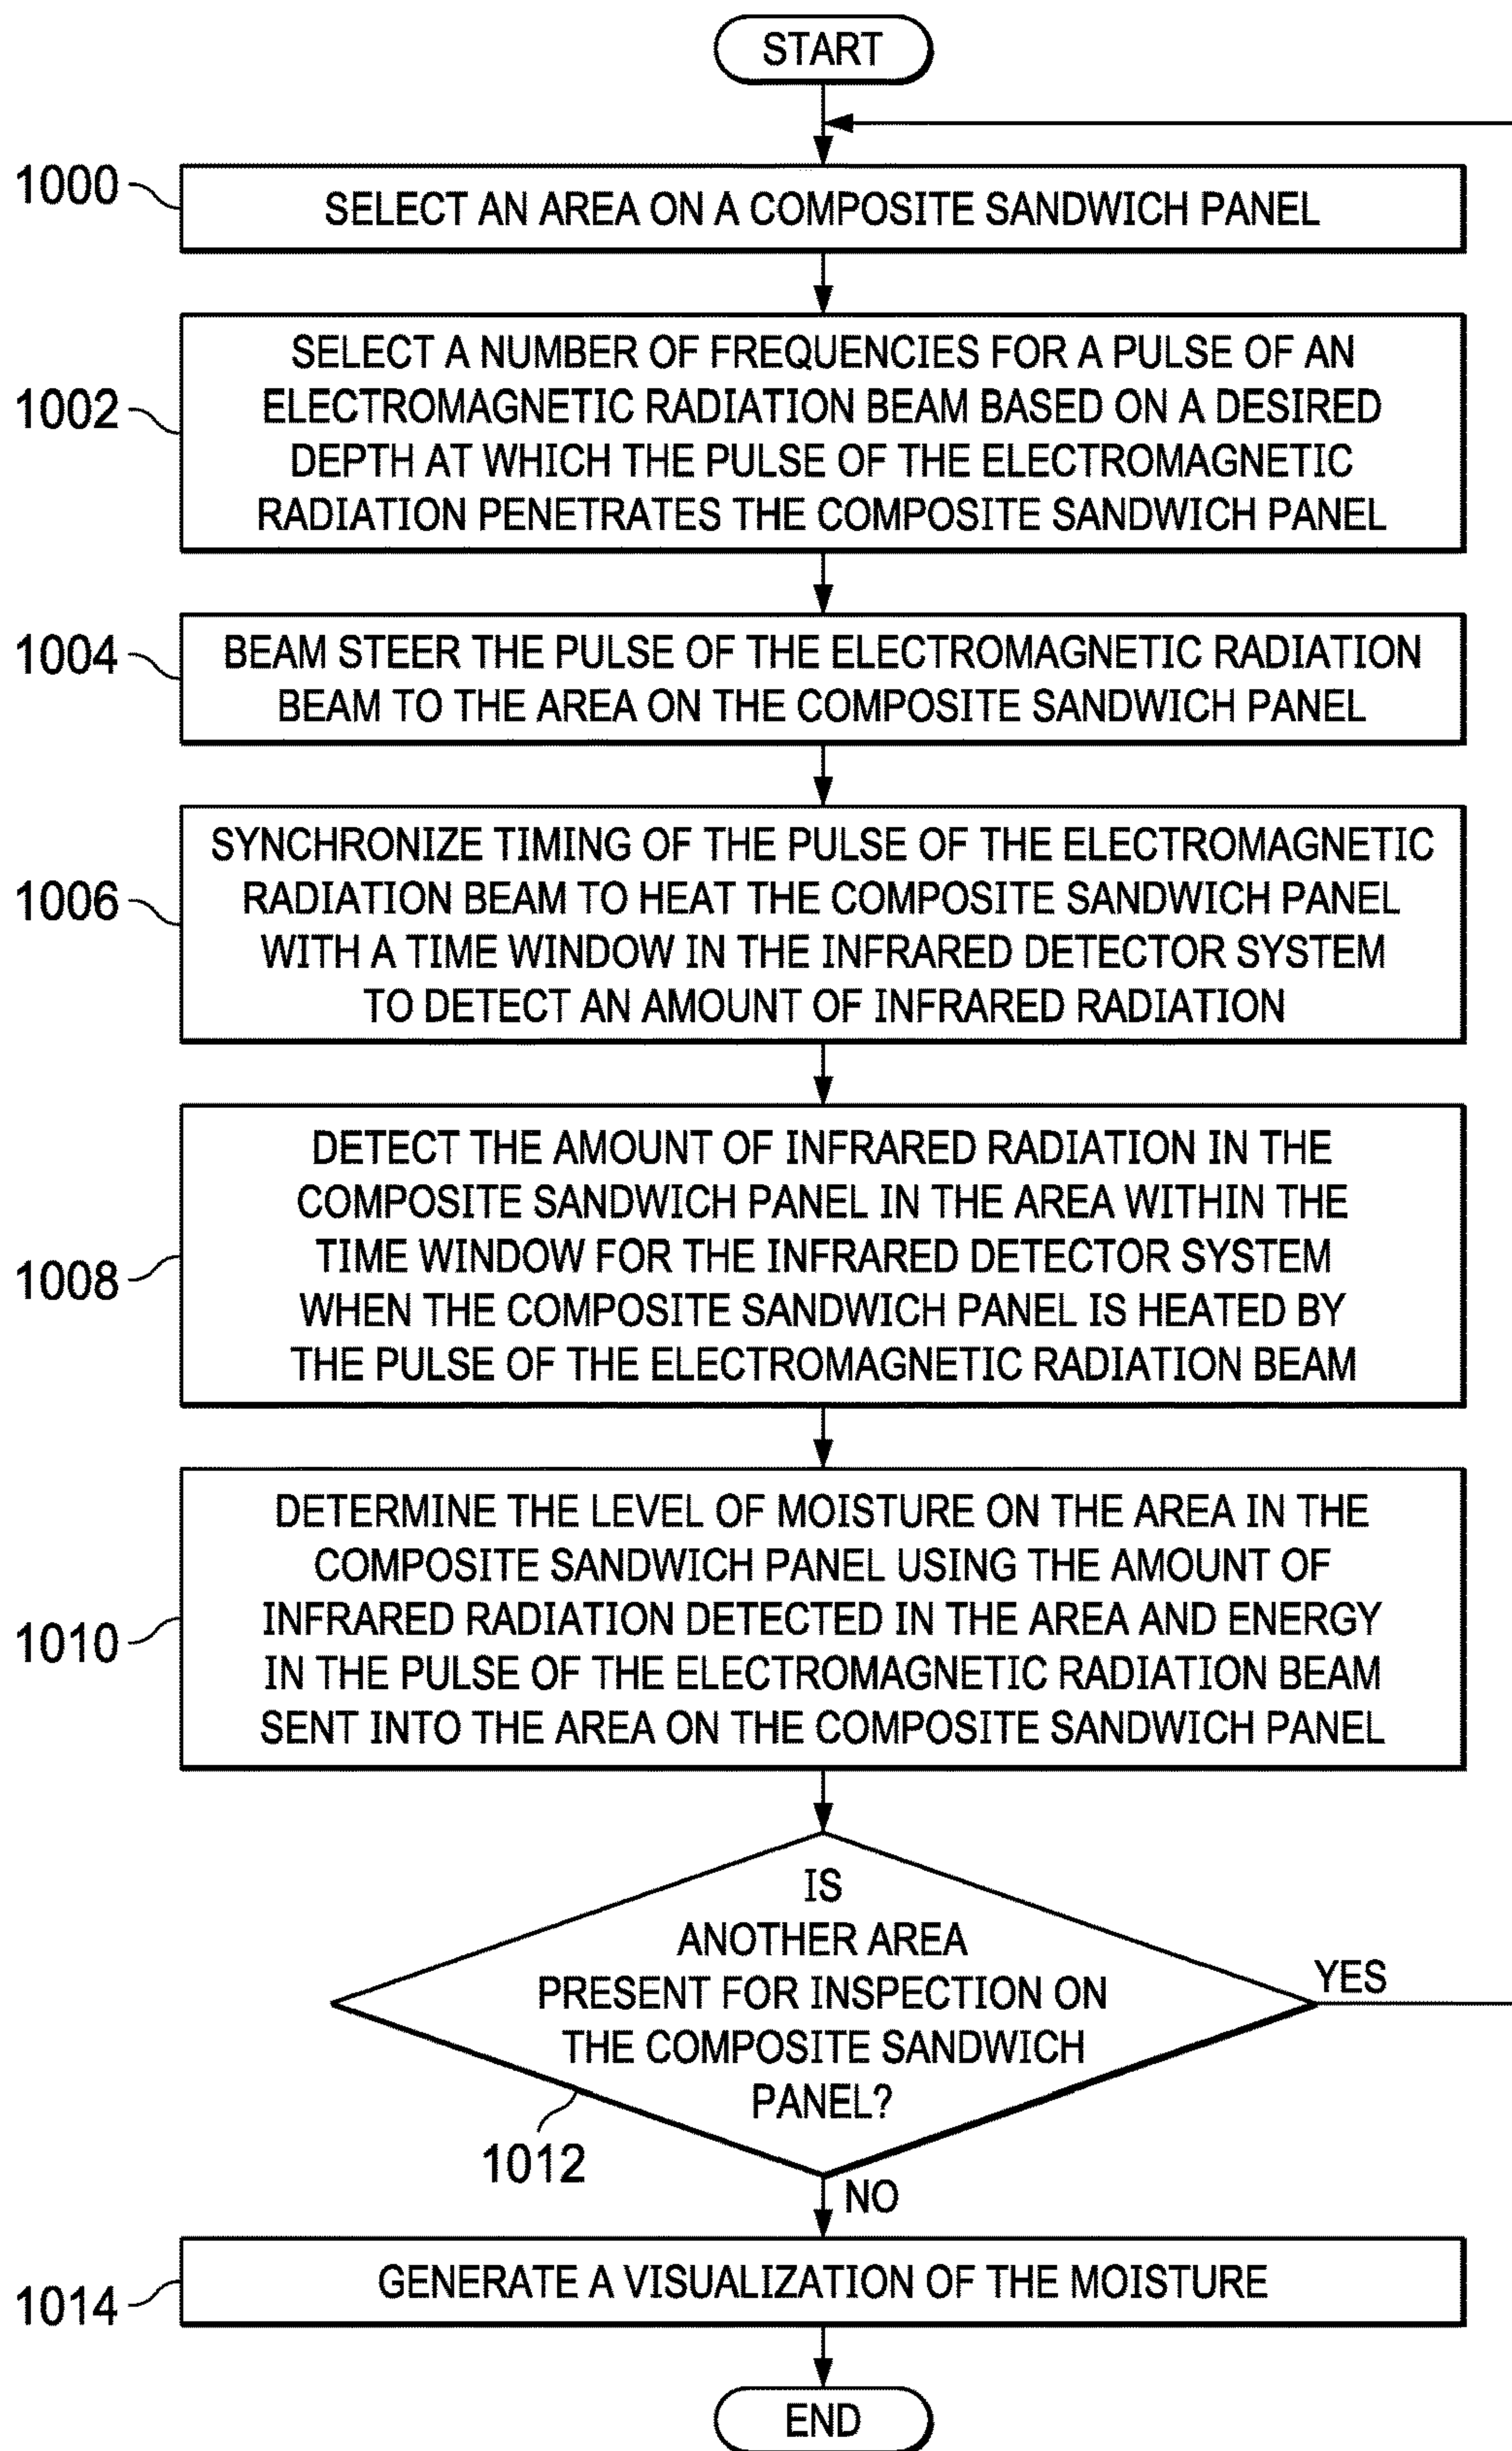 START
1000
SELECT AN AREA ON A COMPOSITE SANDWICH PANEL
1002
SELECT A NUMBER OF FREQUENCIES FOR A PULSE OF AN
ELECTROMAGNETIC RADIATION BEAM BASED ON A DESIRED
DEPTH AT WHICH THE PULSE OF THE ELECTROMAGNETIC
RADIATION PENETRATES THE COMPOSITE SANDWICH PANEL
1004
BEAM STEER THE PULSE OF THE ELECTROMAGNETIC RADIATION
BEAM TO THE AREA ON THE COMPOSITE SANDWICH PANEL
1006
SYNCHRONIZE TIMING OF THE PULSE OF THE ELECTROMAGNETIC
RADIATION BEAM TO HEAT THE COMPOSITE SANDWICH PANEL
WITH A TIME WINDOW IN THE INFRARED DETECTOR SYSTEM
TO DETECT AN AMOUNT OF INFRARED RADIATION
1008
DETECT THE AMOUNT OF INFRARED RADIATION IN THE
COMPOSITE SANDWICH PANEL IN THE AREA WITHIN THE
TIME WINDOW FOR THE INFRARED DETECTOR SYSTEM
WHEN THE COMPOSITE SANDWICH PANEL IS HEATED BY
THE PULSE OF THE ELECTROMAGNETIC RADIATION BEAM
1010
DETERMINE THE LEVEL OF MOISTURE ON THE AREA IN THE
COMPOSITE SANDWICH PANEL USING THE AMOUNT OF
INFRARED RADIATION DETECTED IN THE AREA AND ENERGY
IN THE PULSE OF THE ELECTROMAGNETIC RADIATION BEAM
SENT INTO THE AREA ON THE COMPOSITE SANDWICH PANEL
IS
ANOTHER AREA
PRESENT FOR INSPECTION ON
THE COMPOSITE SANDWICH
PANEL?
YES
1012
NO
1014
GENERATE A VISUALIZATION OF THE MOISTURE
END